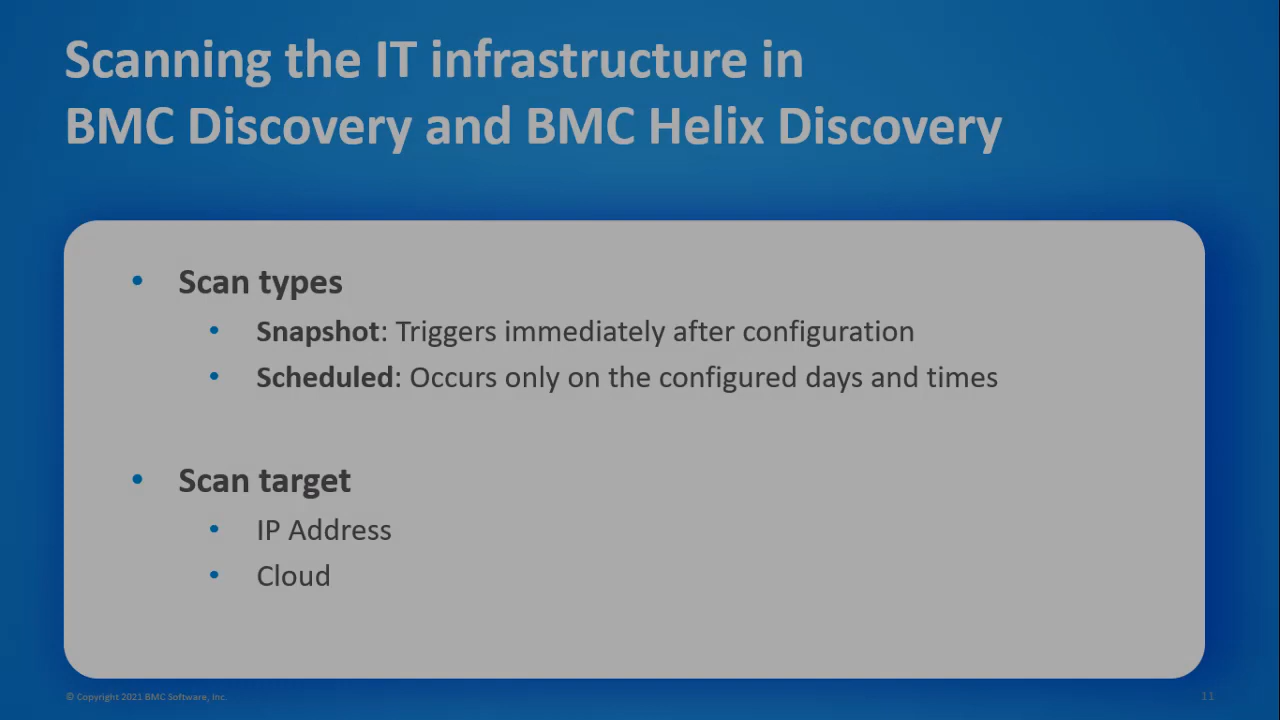 Scanning the IT infrastructure in
BMC Discovery and BMC Helix Discovery
• Scan types
• Snapshot: Triggers immediately after configuration
• Scheduled: Occurs only on the configured days and times
• Scan target
• IP Address
• Cloud
© Copyright 2021 BMC Software, Inc.
11